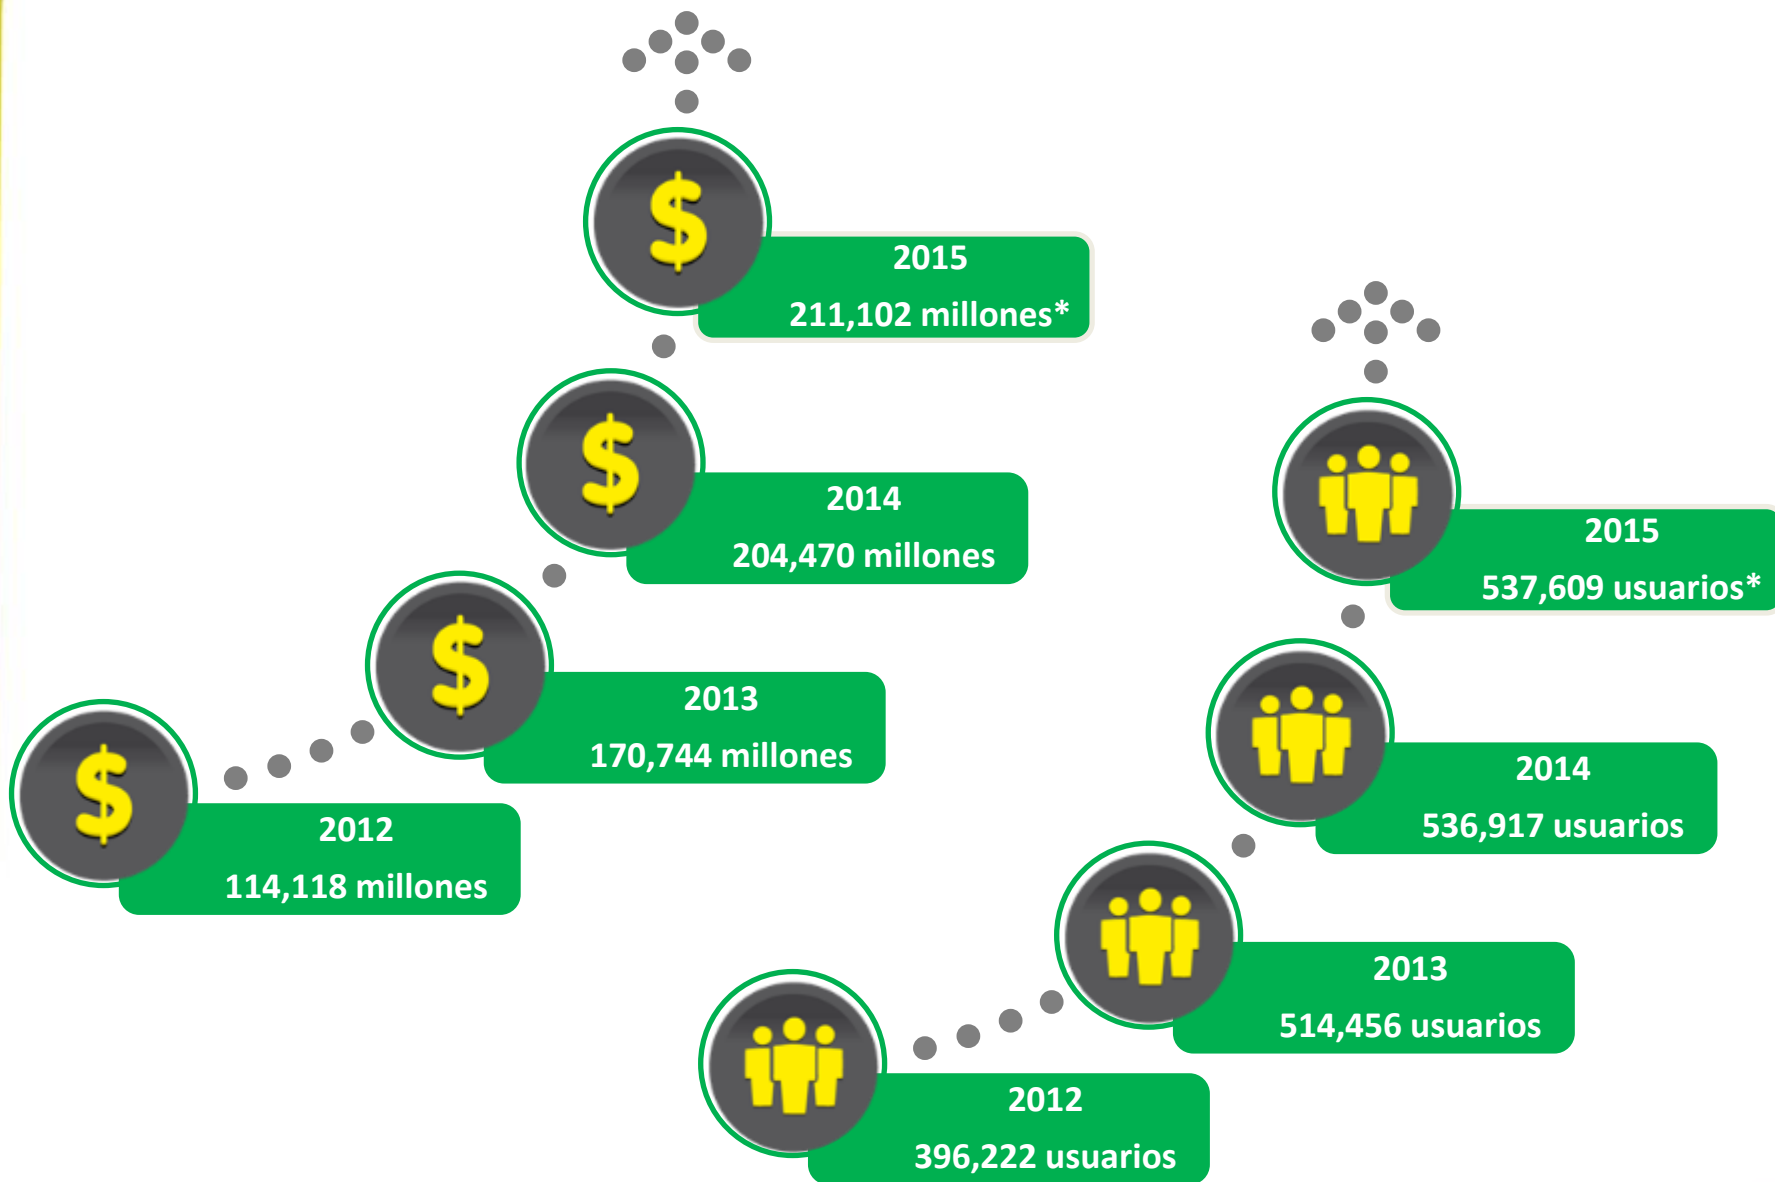 2015
211,102 millones*
2014
204,470 millones
2013
170,744 millones
2012
114,118 millones
2015
537,609 usuarios*
2014
536,917 usuarios
2013
514,456 usuarios
2012
396,222 usuarios